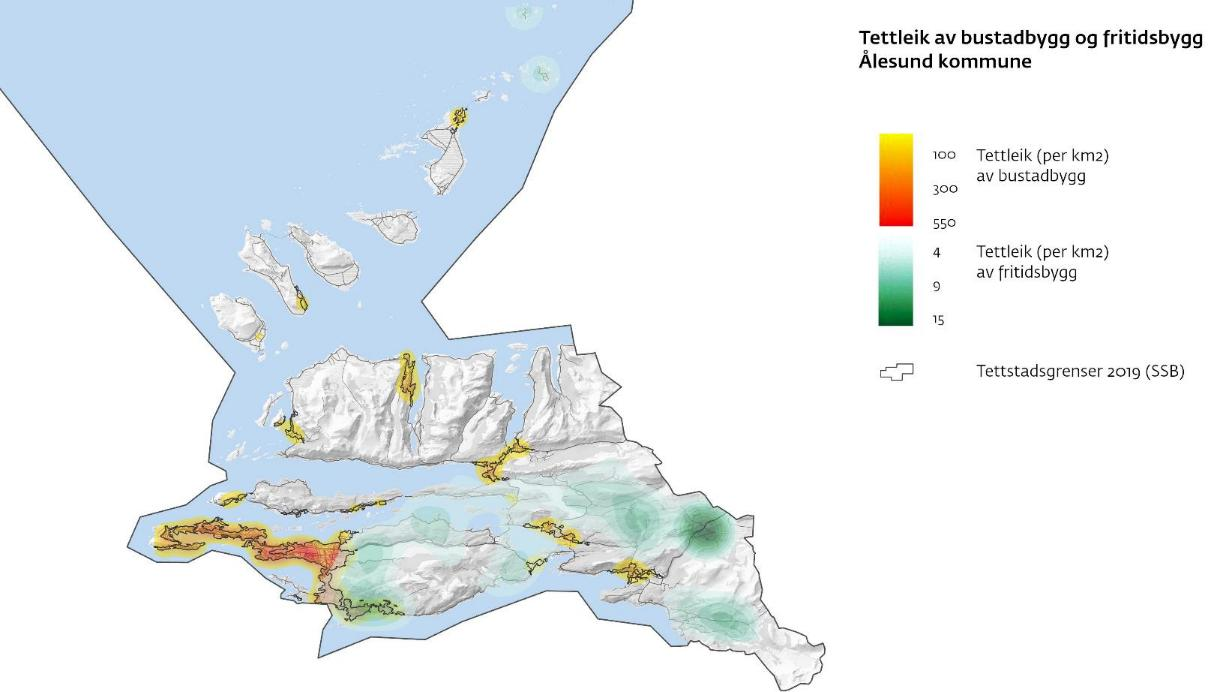 Tettleik av bustadbygg og fritidsbygg
Ålesund kommune
100
Tettleik (per km2)
av bustadbygg
300
550
4
Tettleik (per km2)
av fritidsbygg
9
15
Tettstadsgrenser 2019 (SSB)